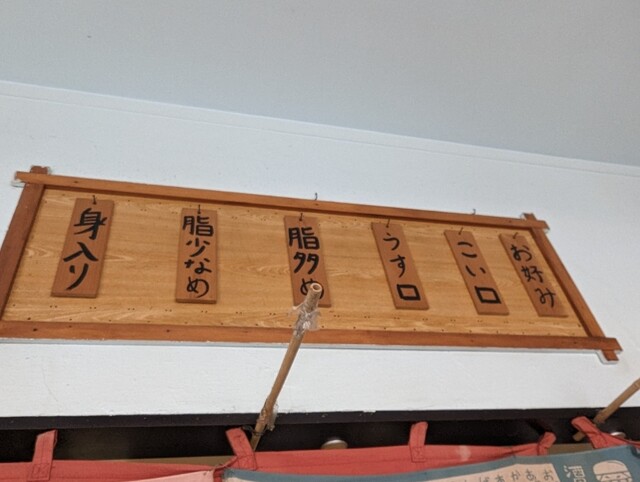 お好み
こい口
うす口
脂多め
脂少なめ
身入り